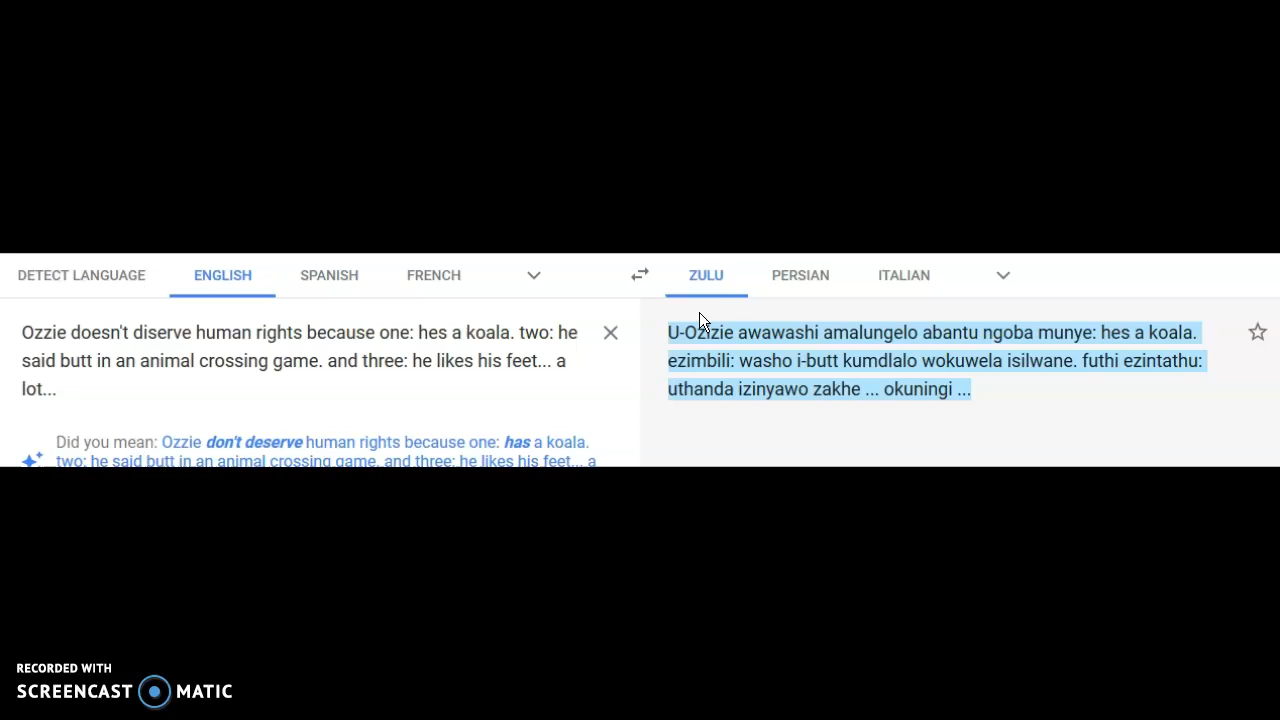 DETECT LANGUAGE ENGLISH SPANISH FRENCH
ZULU PERSIAN ITALIAN
Ozzie doesn't diserve human rights because one: hes a koala. two: he
said butt in an animal crossing game. and three: he likes his feet... a
lot...
Did you mean: Ozzie don't deserve human rights because one: has a koala.
two: he said butt in an animal crossing game. and three: he likes his feet... a
U-Ozzie awawashi amalungelo abantu ngoba munye: hes a koala.
ezimbili: washo i-butt kumdlalo wokuwela isilwane. futhi ezintathu:
uthanda izinyawo zakhe ... okuningi ...
RECORDED WITH
SCREENCAST MATIC